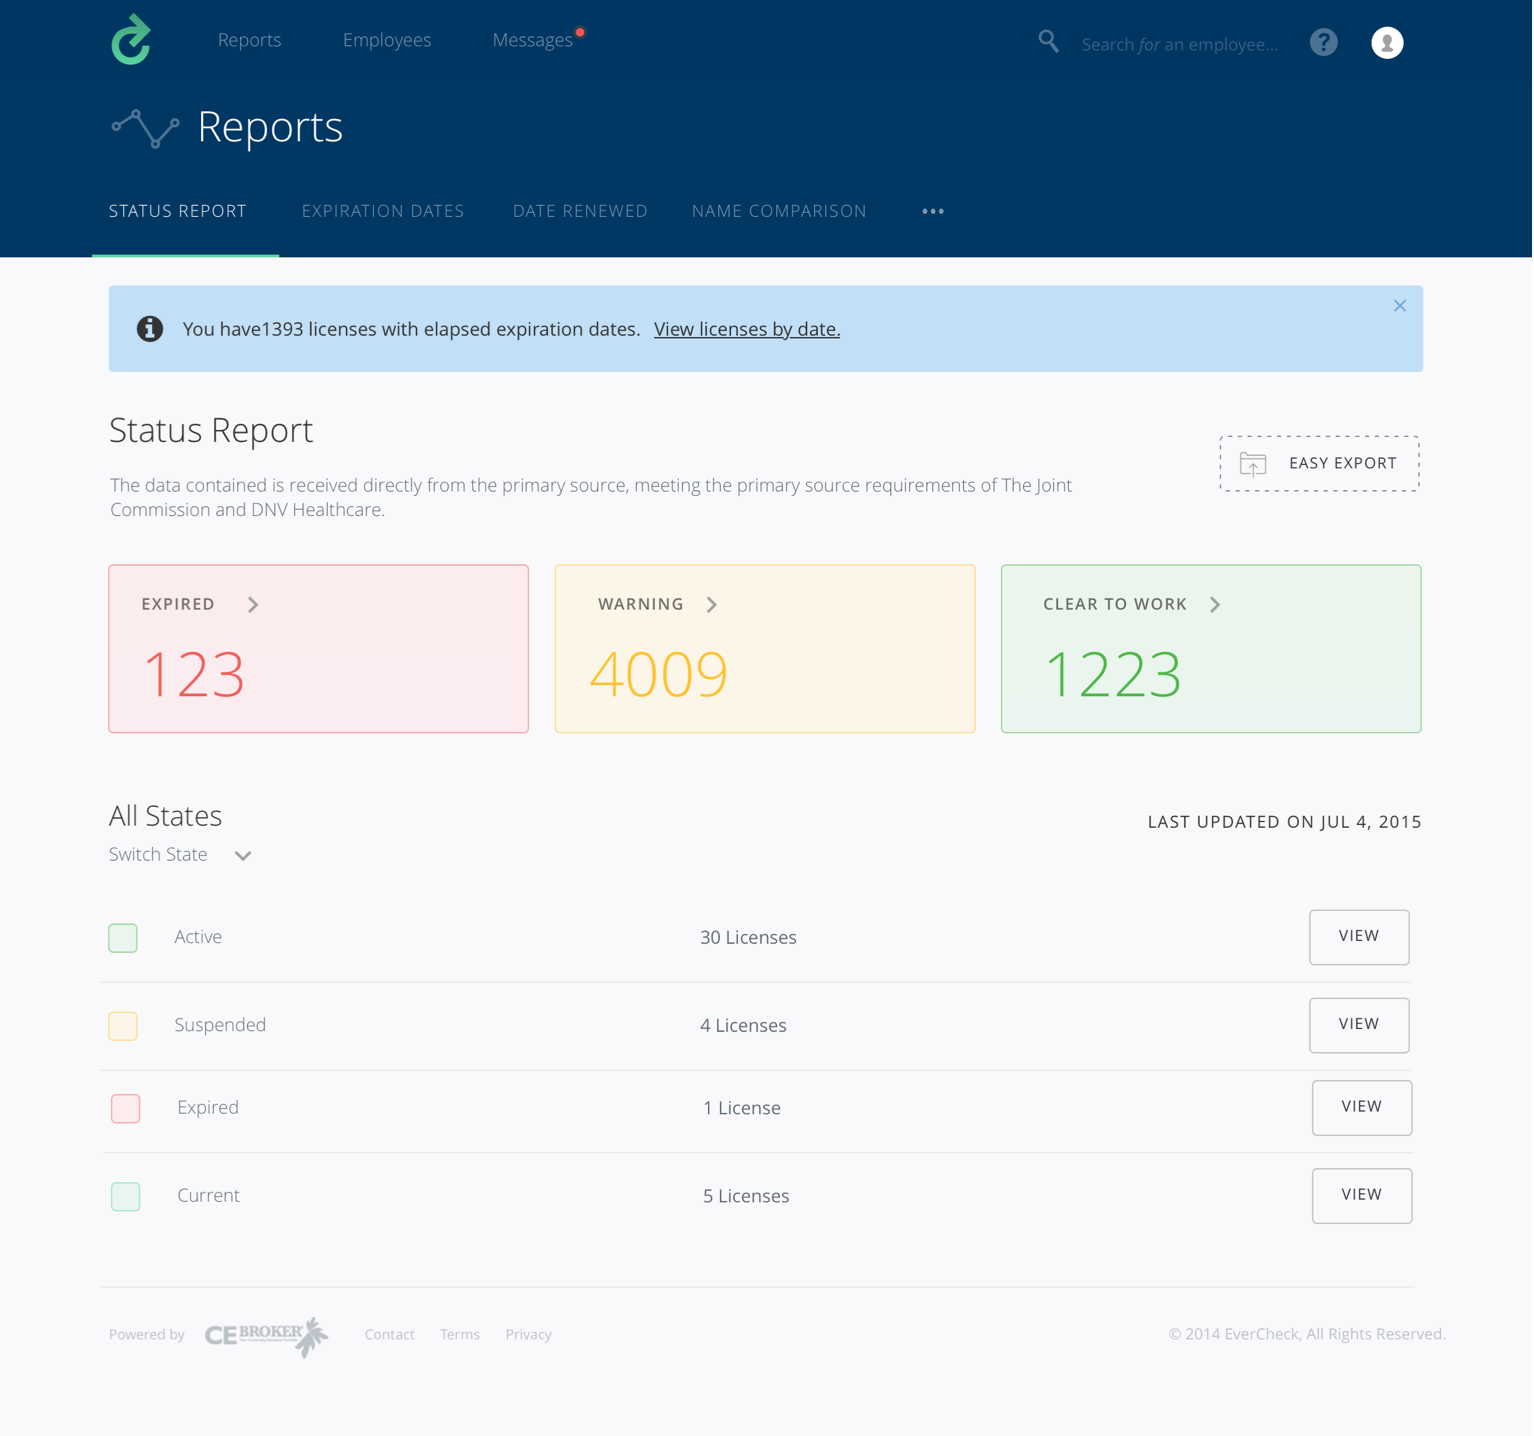 Reports Employees Messages Search for an employee... ?
Reports
STATUS REPORT EXPIRATION DATES DATE RENEWED NAME COMPARISON •••
You have1393 licenses with elapsed expiration dates. View licenses by date.
Status Report
EASY EXPORT
The data contained is received directly from the primary source, meeting the primary source requirements of The Joint
Commission and DNV Healthcare.
EXPIRED
123
WARNING
4009
CLEAR TO WORK
1223
All States
LAST UPDATED ON JUL 4, 2015
Switch State
Active 30 Licenses VIEW
Suspended 4 Licenses VIEW
Expired 1 License VIEW
Current 5 Licenses VIEW
Powered by CE BROKER Contact Terms Privacy © 2014 EverCheck, All Rights Reserved.